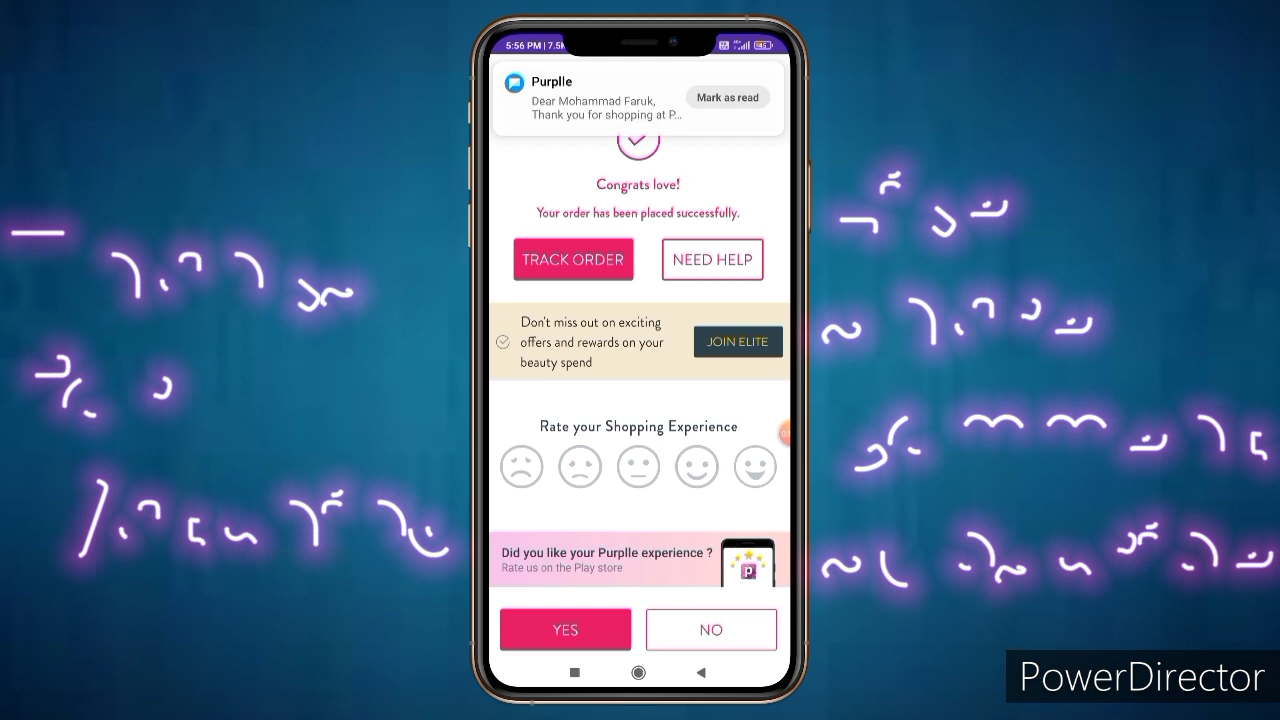 5:56 PM | 7.5K
Purplle
Dear Mohammad Faruk,
Thank you for shopping at P...
Mark as read
Congrats love!
Your order has been placed successfully.
TRACK ORDER
NEED HELP
Don't miss out on exciting
offers and rewards on your
beauty spend
JOIN ELITE
Rate your Shopping Experience
Did you like your Purplle experience ?
Rate us on the Play store
p
YES
NO
PowerDirector